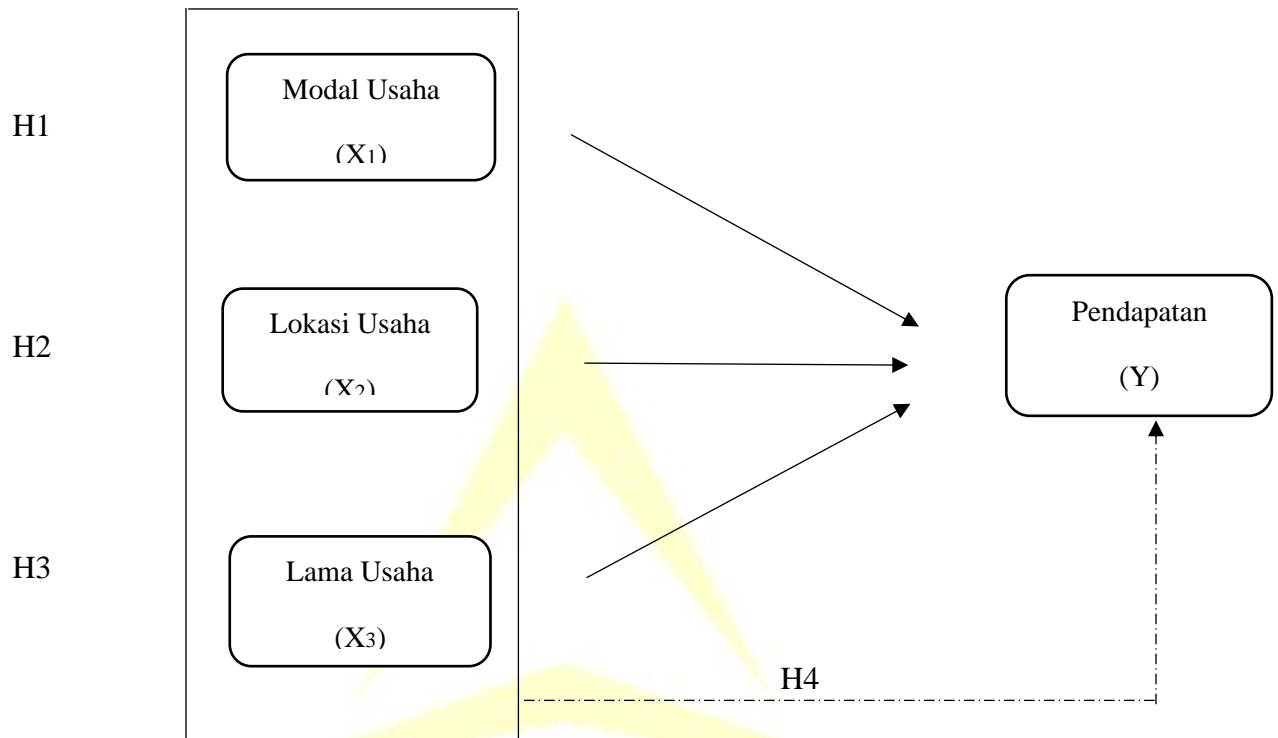 H1
Modal Usaha
(X1)
H2
Lokasi Usaha
(X2)
Pendapatan
(Y)
H3
Lama Usaha
(X3)
H4